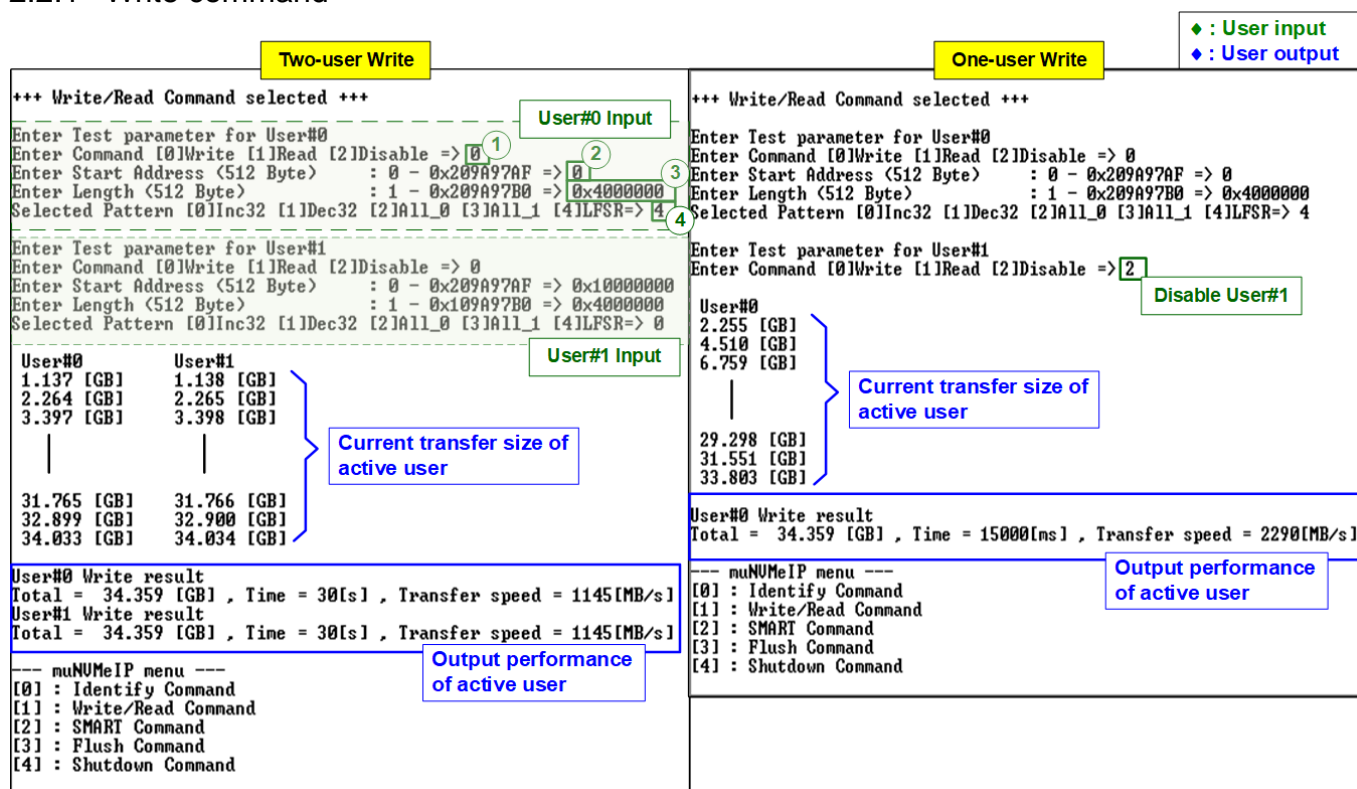 2.2.1 Write command
♦ : User input
♦ : User output
Two-user Write
+++ Write/Read Command selected +++
User#0 Input
Enter Test parameter for User#0
Enter Command [0]Write [1]Read [2]Disable => 0
1
Enter Start Address (512 Byte) : 0 - 0x209A97AF => 0
2
Enter Length (512 Byte) : 1 - 0x209A97B0 => 0x4000000
3
Selected Pattern [0]Inc32 [1]Dec32 [2]All_0 [3]All_1 [4]LFSR=> 4
4
Enter Test parameter for User#1
Enter Command [0]Write [1]Read [2]Disable => 0
Enter Start Address (512 Byte) : 0 - 0x209A97AF => 0x10000000
Enter Length (512 Byte) : 1 - 0x109A97B0 => 0x4000000
Selected Pattern [0]Inc32 [1]Dec32 [2]All_0 [3]All_1 [4]LFSR=> 0
User#1 Input
User#0 User#1
1.137 [GB] 1.138 [GB]
2.264 [GB] 2.265 [GB]
3.397 [GB] 3.398 [GB]
Current transfer size of
active user
31.765 [GB] 31.766 [GB]
32.899 [GB] 32.900 [GB]
34.033 [GB] 34.034 [GB]
User#0 Write result
Total = 34.359 [GB] , Time = 30[s] , Transfer speed = 1145[MB/s]
User#1 Write result
Total = 34.359 [GB] , Time = 30[s] , Transfer speed = 1145[MB/s]
Output performance
of active user
--- muNVMeIP menu ---
[0] : Identify Command
[1] : Write/Read Command
[2] : SMART Command
[3] : Flush Command
[4] : Shutdown Command
One-user Write
+++ Write/Read Command selected +++
Enter Test parameter for User#0
Enter Command [0]Write [1]Read [2]Disable => 0
Enter Start Address (512 Byte) : 0 - 0x209A97AF => 0
Enter Length (512 Byte) : 1 - 0x209A97B0 => 0x4000000
Selected Pattern [0]Inc32 [1]Dec32 [2]All_0 [3]All_1 [4]LFSR=> 4
Enter Test parameter for User#1
Enter Command [0]Write [1]Read [2]Disable => 2
Disable User#1
User#0
2.255 [GB]
4.510 [GB]
6.759 [GB]
Current transfer size of
active user
29.298 [GB]
31.551 [GB]
33.803 [GB]
User#0 Write result
Total = 34.359 [GB] , Time = 15000[ms] , Transfer speed = 2290[MB/s]
Output performance
of active user
--- muNVMeIP menu ---
[0] : Identify Command
[1] : Write/Read Command
[2] : SMART Command
[3] : Flush Command
[4] : Shutdown Command